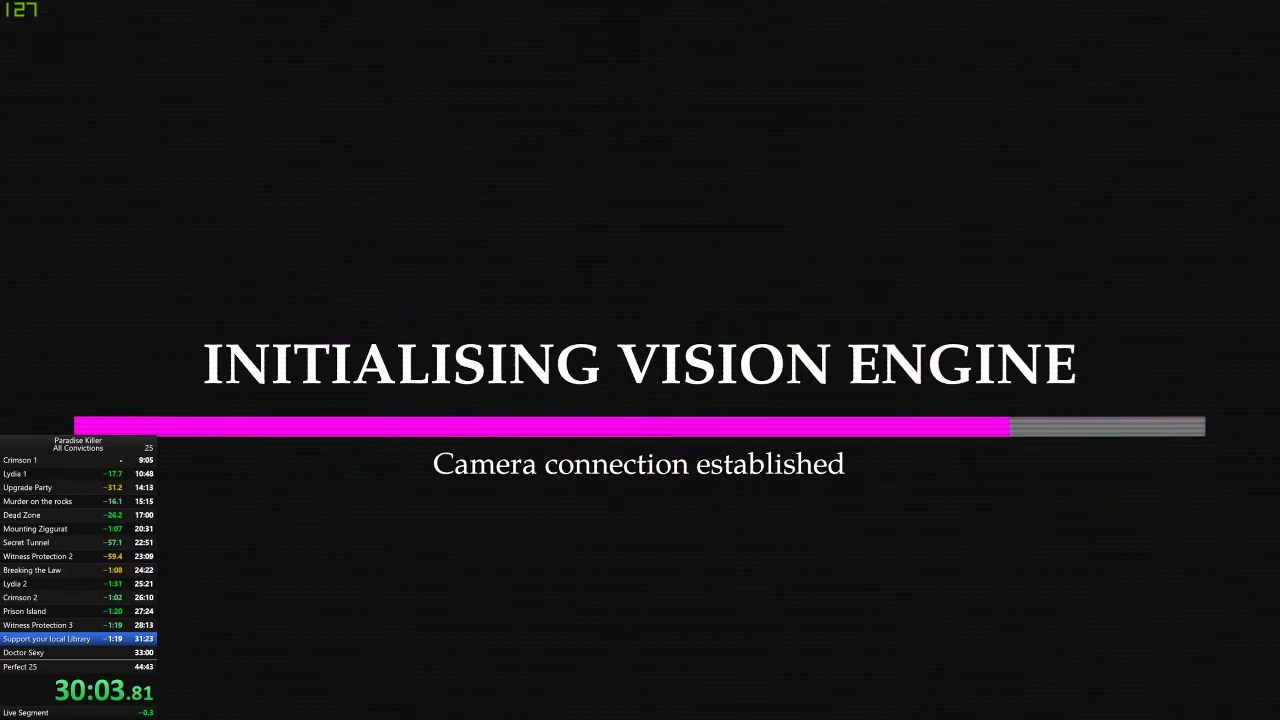 127
INITIALISING VISION ENGINE
Camera connection established
Paradise Killer
All Convictions 25
Crimson 1 - 9:05
Lydia 1 −17.7 10:48
Upgrade Party −31.2 14:13
Murder on the rocks −16.1 15:15
Dead Zone −26.2 17:00
Mounting Ziggurat −1:07 20:31
Secret Tunnel −57.1 22:51
Witness Protection 2 −59.4 23:09
Breaking the Law −1:08 24:22
Lydia 2 −1:31 25:21
Crimson 2 −1:02 26:10
Prison Island −1:20 27:24
Witness Protection 3 −1:19 28:13
Support your local Library −1:19 31:23
Doctor Sexy 33:00
Perfect 25 44:43
30:03.81
Live Segment −0.3